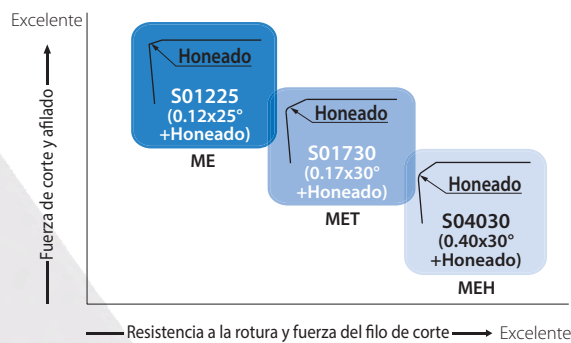 Excelente
Fuerza de corte y afilado
Honeado
S01225
(0.12x25°
+Honeado)
ME
Honeado
S01730
(0.17x30°
+Honeado)
MET
Honeado
S04030
(0.40x30°
+Honeado)
MEH
Resistencia a la rotura y fuerza del filo de corte
Excelente